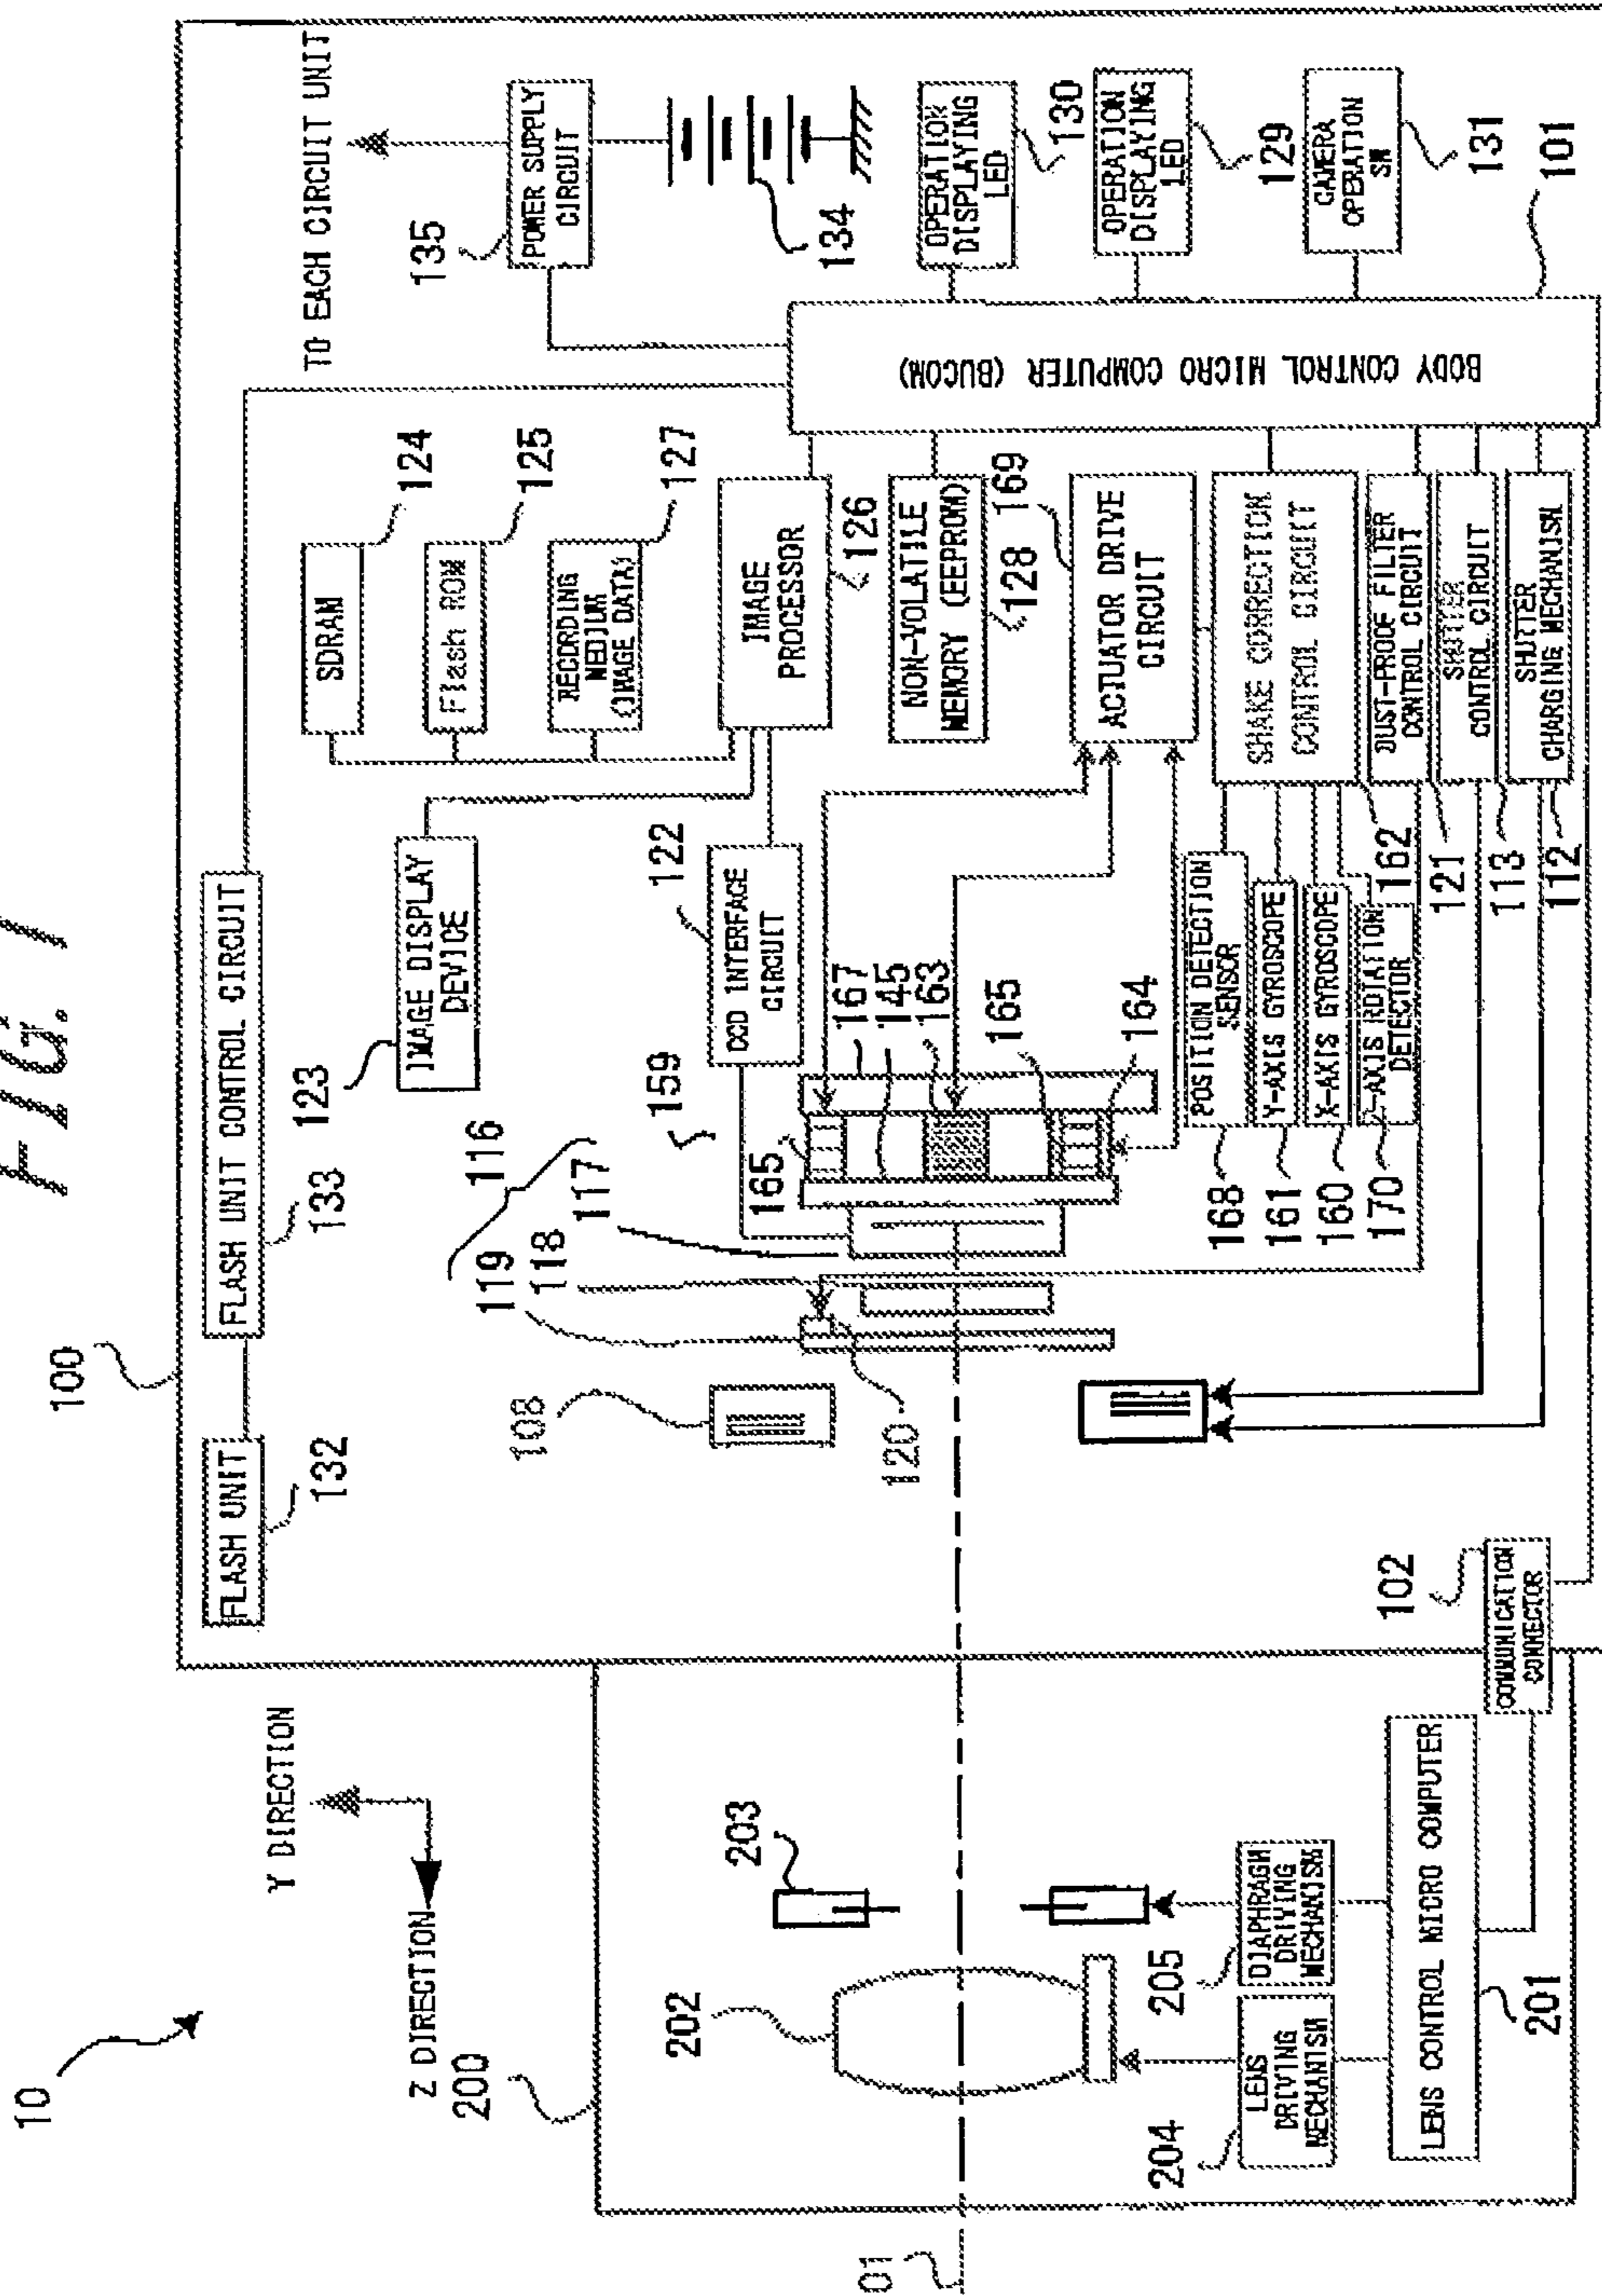 FIG. 1
10
100
Y DIRECTION
Z DIRECTION
200
FLASH UNIT
132
FLASH UNIT CONTROL CIRCUIT
133
TO EACH CIRCUIT UNIT
135
POWER SUPPLY
CIRCUIT
134
123
IMAGE DISPLAY
DEVICE
SDRAM
124
Flash ROM
125
RECORDING
MEDIUM
(IMAGE DATA)
127
122
CCD INTERFACE
CIRCUIT
IMAGE
PROCESSOR
126
NON-VOLATILE
MEMORY (EEPROM)
128
169
ACTUATOR DRIVE
CIRCUIT
SHAKE CORRECTION
CONTROL CIRCUIT
162
DUST-PROOF FILTER
CONTROL CIRCUIT
121
SHUTTER
CONTROL CIRCUIT
113
SHUTTER
CHARGING MECHANISM
112
BODY CONTROL MICRO COMPUTER (BUCOM)
101
OPERATION
DISPLAYING
LED
130
OPERATION
DISPLAYING
LED
129
CAMERA
OPERATION
SW
131
159
116
117
118
119
108
120
165
167
145
163
165
164
POSITION DETECTION
SENSOR
168
Y-AXIS GYROSCOPE
161
X-AXIS GYROSCOPE
160
Z-AXIS RDIATION
DETECTOR
170
102
COMMUNICATION
CONNECTOR
203
202
205
DIAPHRAGM
DRIVING
MECHANISM
204
LENS
DRIVING
MECHANISM
LENS CONTROL MICRO COMPUTER
201
01